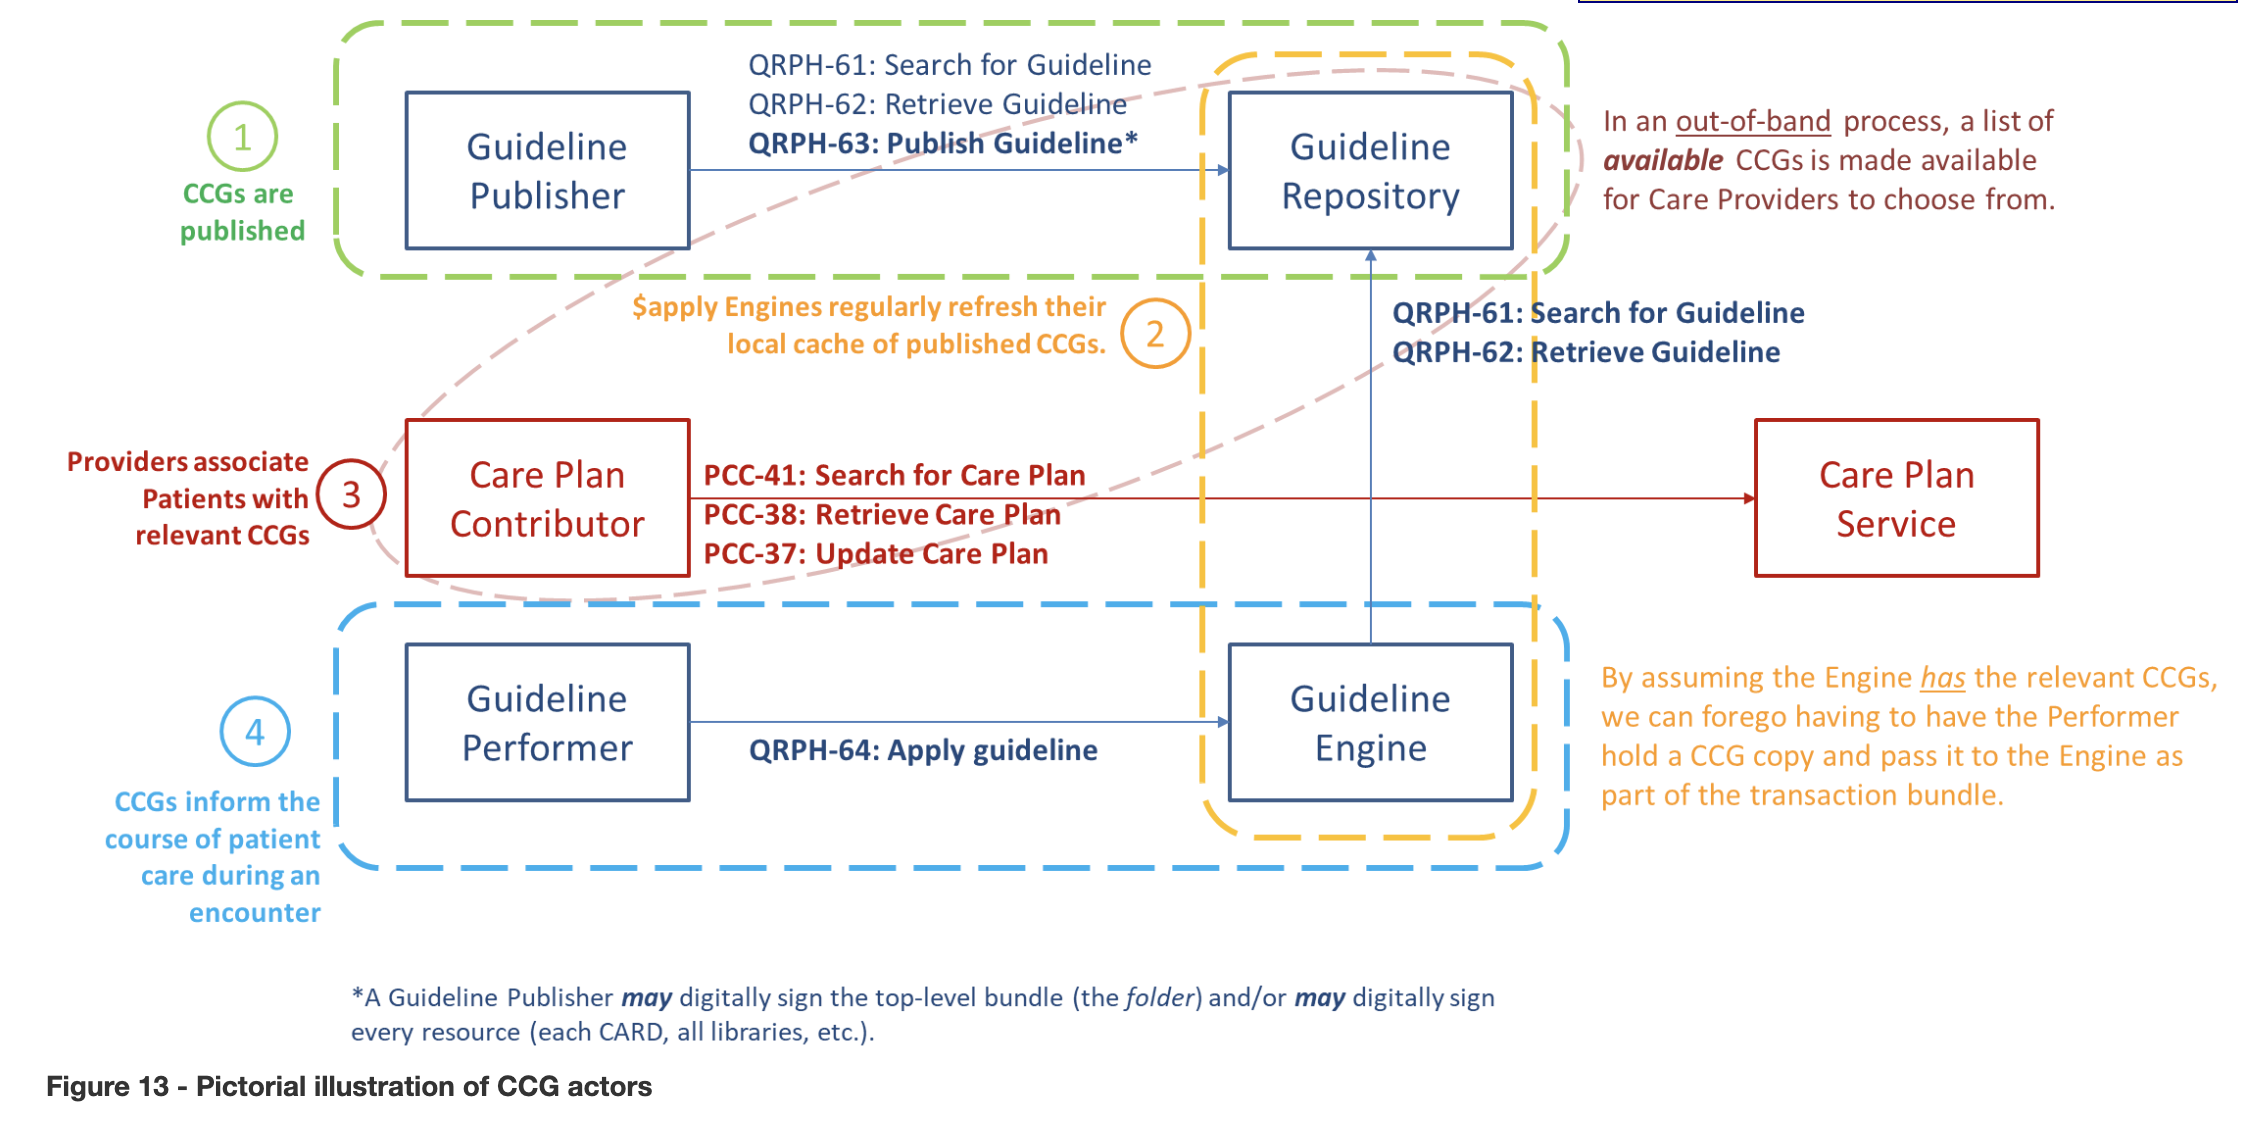 QRPH-61: Search for Guideline
QRPH-62: Retrieve Guideline
QRPH-63: Publish Guideline*
Guideline
Publisher
Guideline
Repository
1
CCGs are
published
In an out-of-band process, a list of
available CCGs is made available
for Care Providers to choose from.
$apply Engines regularly refresh their
local cache of published CCGs.
2
QRPH-61: Search for Guideline
QRPH-62: Retrieve Guideline
Providers associate
Patients with
relevant CCGs
3
Care Plan
Contributor
PCC-41: Search for Care Plan
PCC-38: Retrieve Care Plan
PCC-37: Update Care Plan
Care Plan
Service
4
CCGs inform the
course of patient
care during an
encounter
Guideline
Performer
QRPH-64: Apply guideline
Guideline
Engine
By assuming the Engine has the relevant CCGs,
we can forego having to have the Performer
hold a CCG copy and pass it to the Engine as
part of the transaction bundle.
*A Guideline Publisher may digitally sign the top-level bundle (the folder) and/or may digitally sign
every resource (each CARD, all libraries, etc.).
Figure 13 - Pictorial illustration of CCG actors